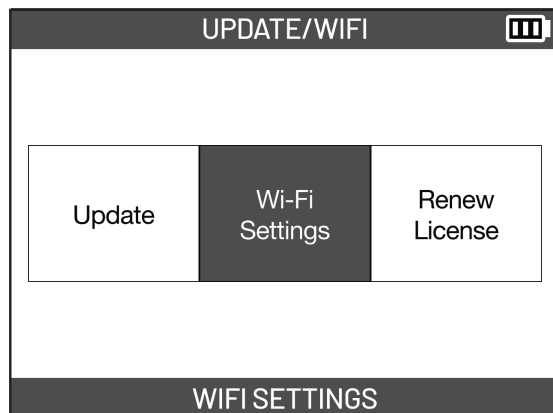 UPDATE/WIFI
Update
Wi-Fi
Settings
Renew
License
WIFI SETTINGS